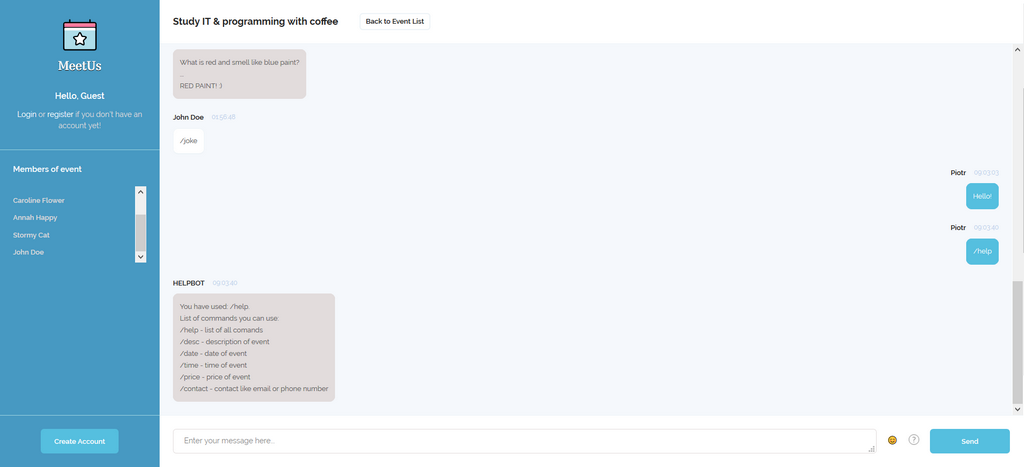 MeetUs
Hello, Guest
Login or register if you don't have an
account yet!
Members of event
Caroline Flower
Annah Happy
Stormy Cat
John Doe
Create Account
Study IT & programming with coffee
Back to Event List
What is red and smell like blue paint?
...
RED PAINT! :)
John Doe 01:56:48
/joke
Piotr 09:03:03
Hello!
Piotr 09:03:40
/help
HELPBOT 09:03:40
You have used: /help.
List of commands you can use:
/help - list of all comands
/desc - description of event
/date - date of event
/time - time of event
/price - price of event
/contact - contact like email or phone number
Enter your message here...
?
Send